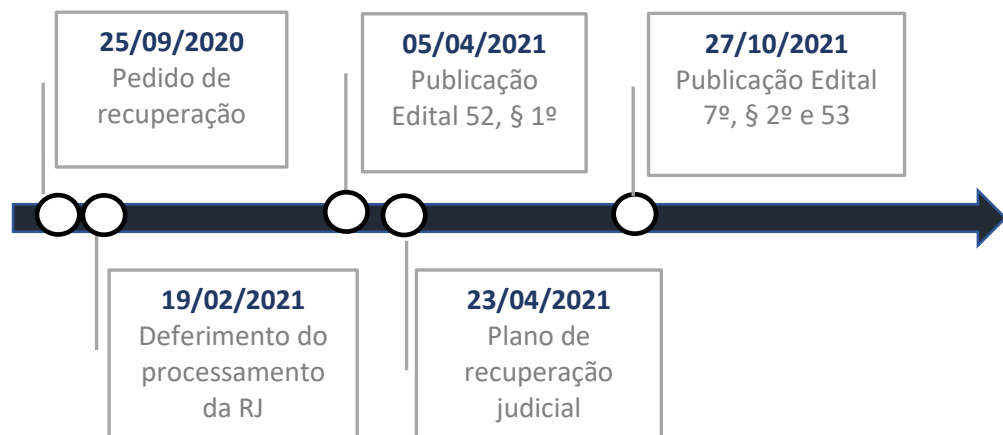 25/09/2020
Pedido de
recuperação
05/04/2021
Publicação
Edital 52, § 1º
27/10/2021
Publicação Edital
7º, § 2º e 53
19/02/2021
Deferimento do
processamento
da RJ
23/04/2021
Plano de
recuperação
judicial